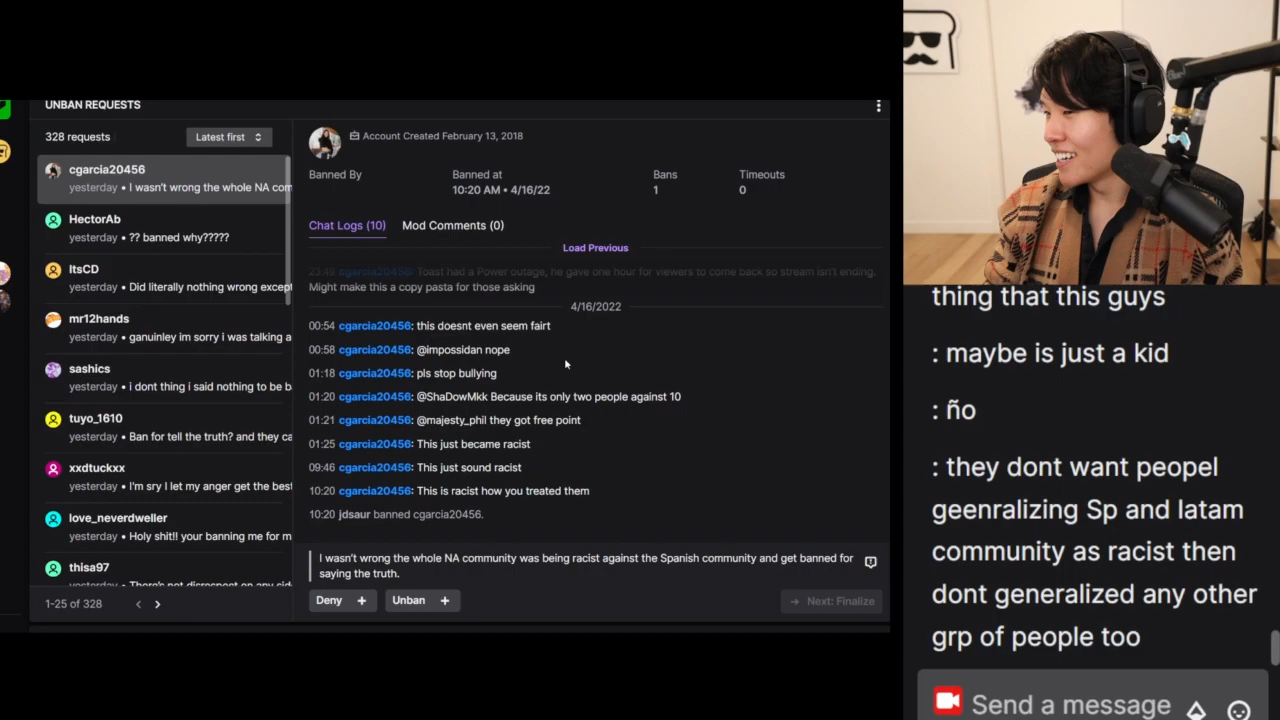 UNBAN REQUESTS
328 requests
Latest first
cgarcia20456
yesterday • I wasn't wrong the whole NA com
HectorAb
yesterday • ?? banned why?????
ItsCD
yesterday • Did literally nothing wrong except
mr12hands
yesterday • ganuinley im sorry i was talking a
sashics
yesterday • i dont thing i said nothing to be b
tuyo_1610
yesterday • Ban for tell the truth? and they ca
xxdtuckxx
yesterday • I'm sry I let my anger get the best
love_neverdweller
yesterday • Holy shit!! your banning me for m
thisa97
yesterday • There's not disrespect on any sid
1-25 of 328
Account Created February 13, 2018
Banned By
Banned at
Bans
Timeouts
10:20 AM • 4/16/22
1
0
Chat Logs (10)
Mod Comments (0)
Load Previous
23:49 cgarcia20456: Toast had a Power outage, he gave one hour for viewers to come back so stream isn't ending.
Might make this a copy pasta for those asking
4/16/2022
00:54 cgarcia20456: this doesnt even seem fairt
00:58 cgarcia20456: @impossidan nope
01:18 cgarcia20456: pls stop bullying
01:20 cgarcia20456: @ShaDowMkk Because its only two people against 10
01:21 cgarcia20456: @majesty_phil they got free point
01:25 cgarcia20456: This just became racist
09:46 cgarcia20456: This just sound racist
10:20 cgarcia20456: This is racist how you treated them
10:20 jdsaur banned cgarcia20456.
I wasn't wrong the whole NA community was being racist against the Spanish community and get banned for
saying the truth.
Deny +
Unban +
Next: Finalize
thing that this guys
: maybe is just a kid
: ño
: they dont want peopel
geenralizing Sp and latam
community as racist then
dont generalized any other
grp of people too
Send a message